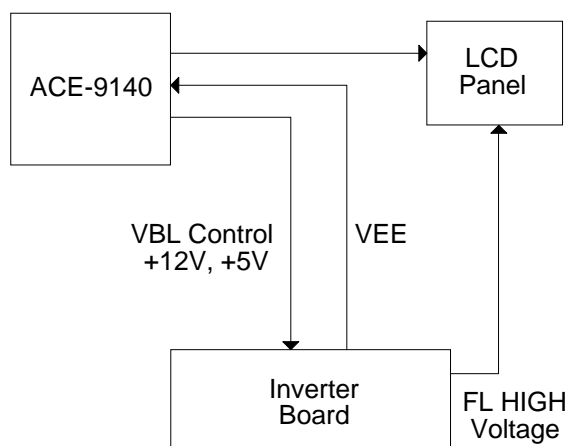 ACE-9140
LCD
Panel
VBL Control
+12V, +5V
VEE
Inverter
Board
FL HIGH
Voltage